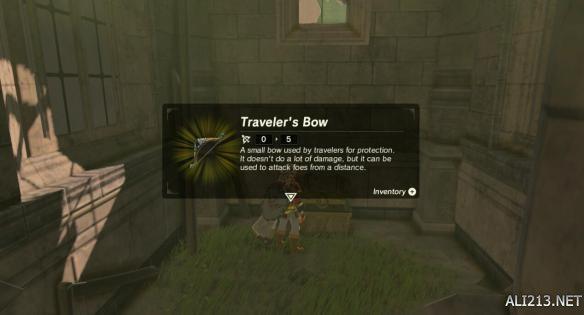 Traveler's Bow
0 › 5
A small bow used by travelers for protection.
It doesn't do a lot of damage, but it can be
used to attack foes from a distance.
Inventory +
ALI213.NET